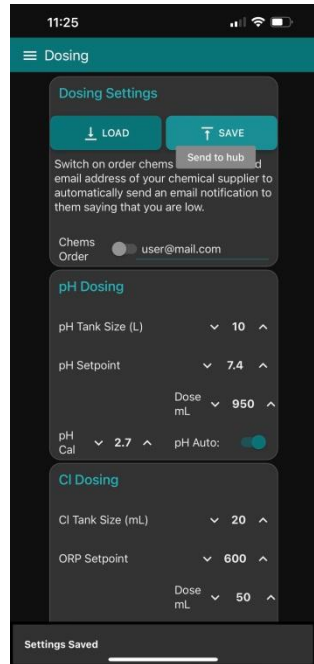 11:25
Dosing
Dosing Settings
LOAD
SAVE
Send to hub
Switch on order chems d
email address of your chemical supplier to
automatically send an email notification to
them saying that you are low.
Chems
Order
user@mail.com
pH Dosing
pH Tank Size (L) 10
pH Setpoint 7.4
Dose
mL
950
pH
Cal
2.7
pH Auto:
Cl Dosing
Cl Tank Size (mL) 20
ORP Setpoint 600
Dose
mL
50
Settings Saved